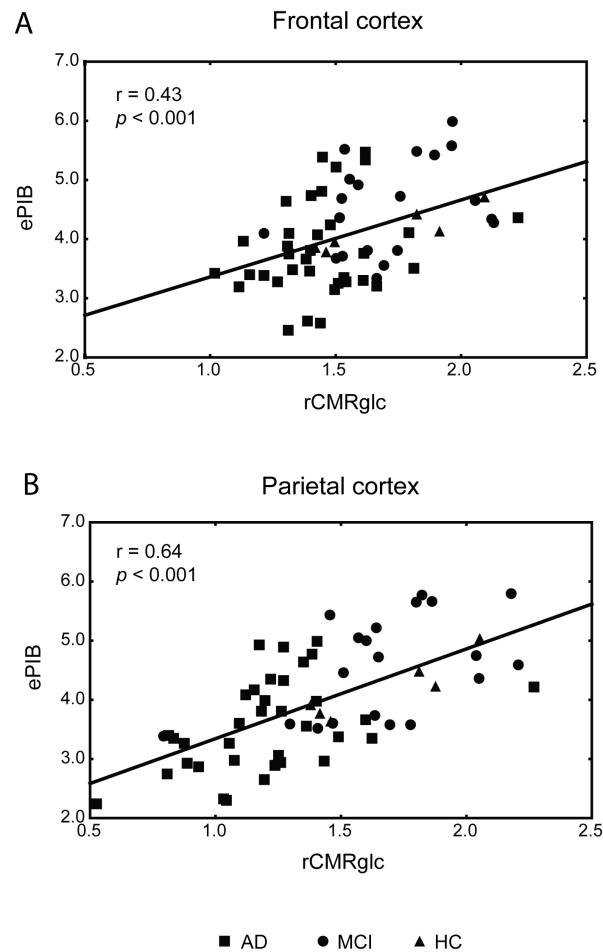 A
Frontal cortex
7.0
6.0
5.0
4.0
3.0
2.0
ePIB
r = 0.43
p < 0.001
0.5 1.0 1.5 2.0 2.5
rCMRglc
B
Parietal cortex
7.0
6.0
5.0
4.0
3.0
2.0
ePIB
r = 0.64
p < 0.001
0.5 1.0 1.5 2.0 2.5
rCMRglc
AD MCI HC